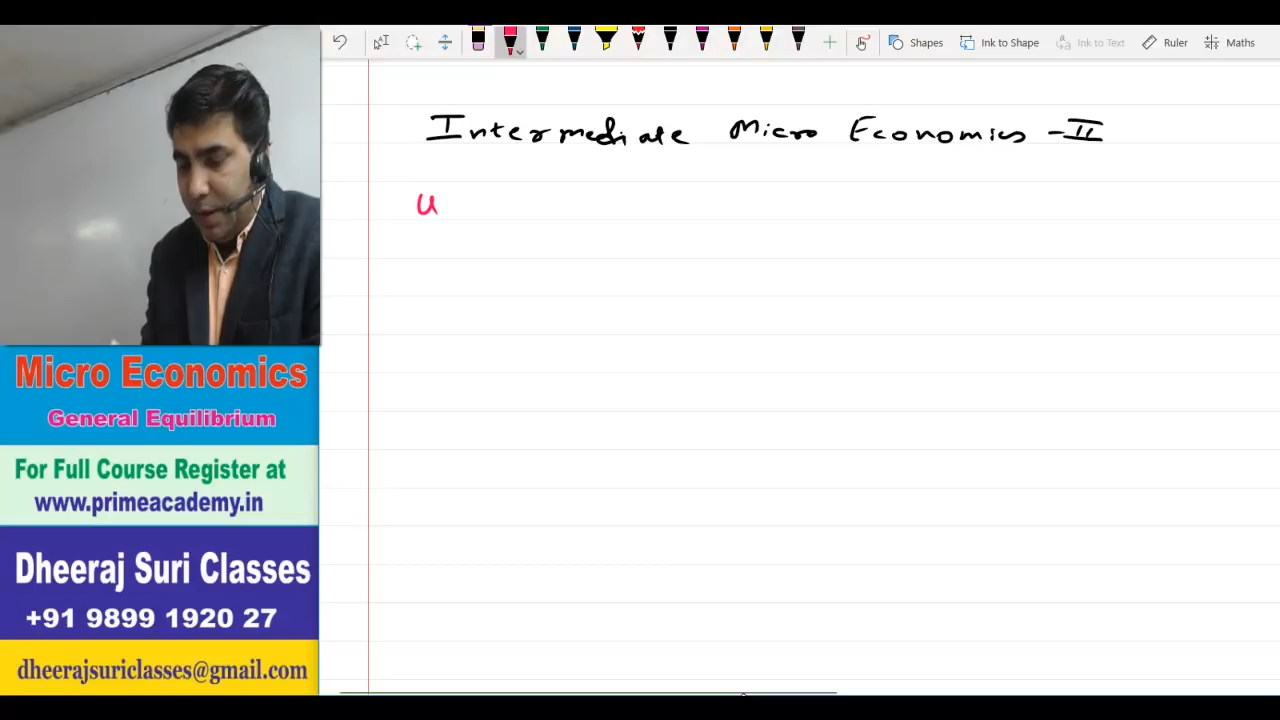 Shapes Ink to Shape Ink to Text Ruler Maths
Intermediate Micro Economics - II
U
Micro Economics
General Equilibrium
For Full Course Register at
www.primeacademy.in
Dheeraj Suri Classes
+91 9899 1920 27
dheerajsuriclasses@gmail.com